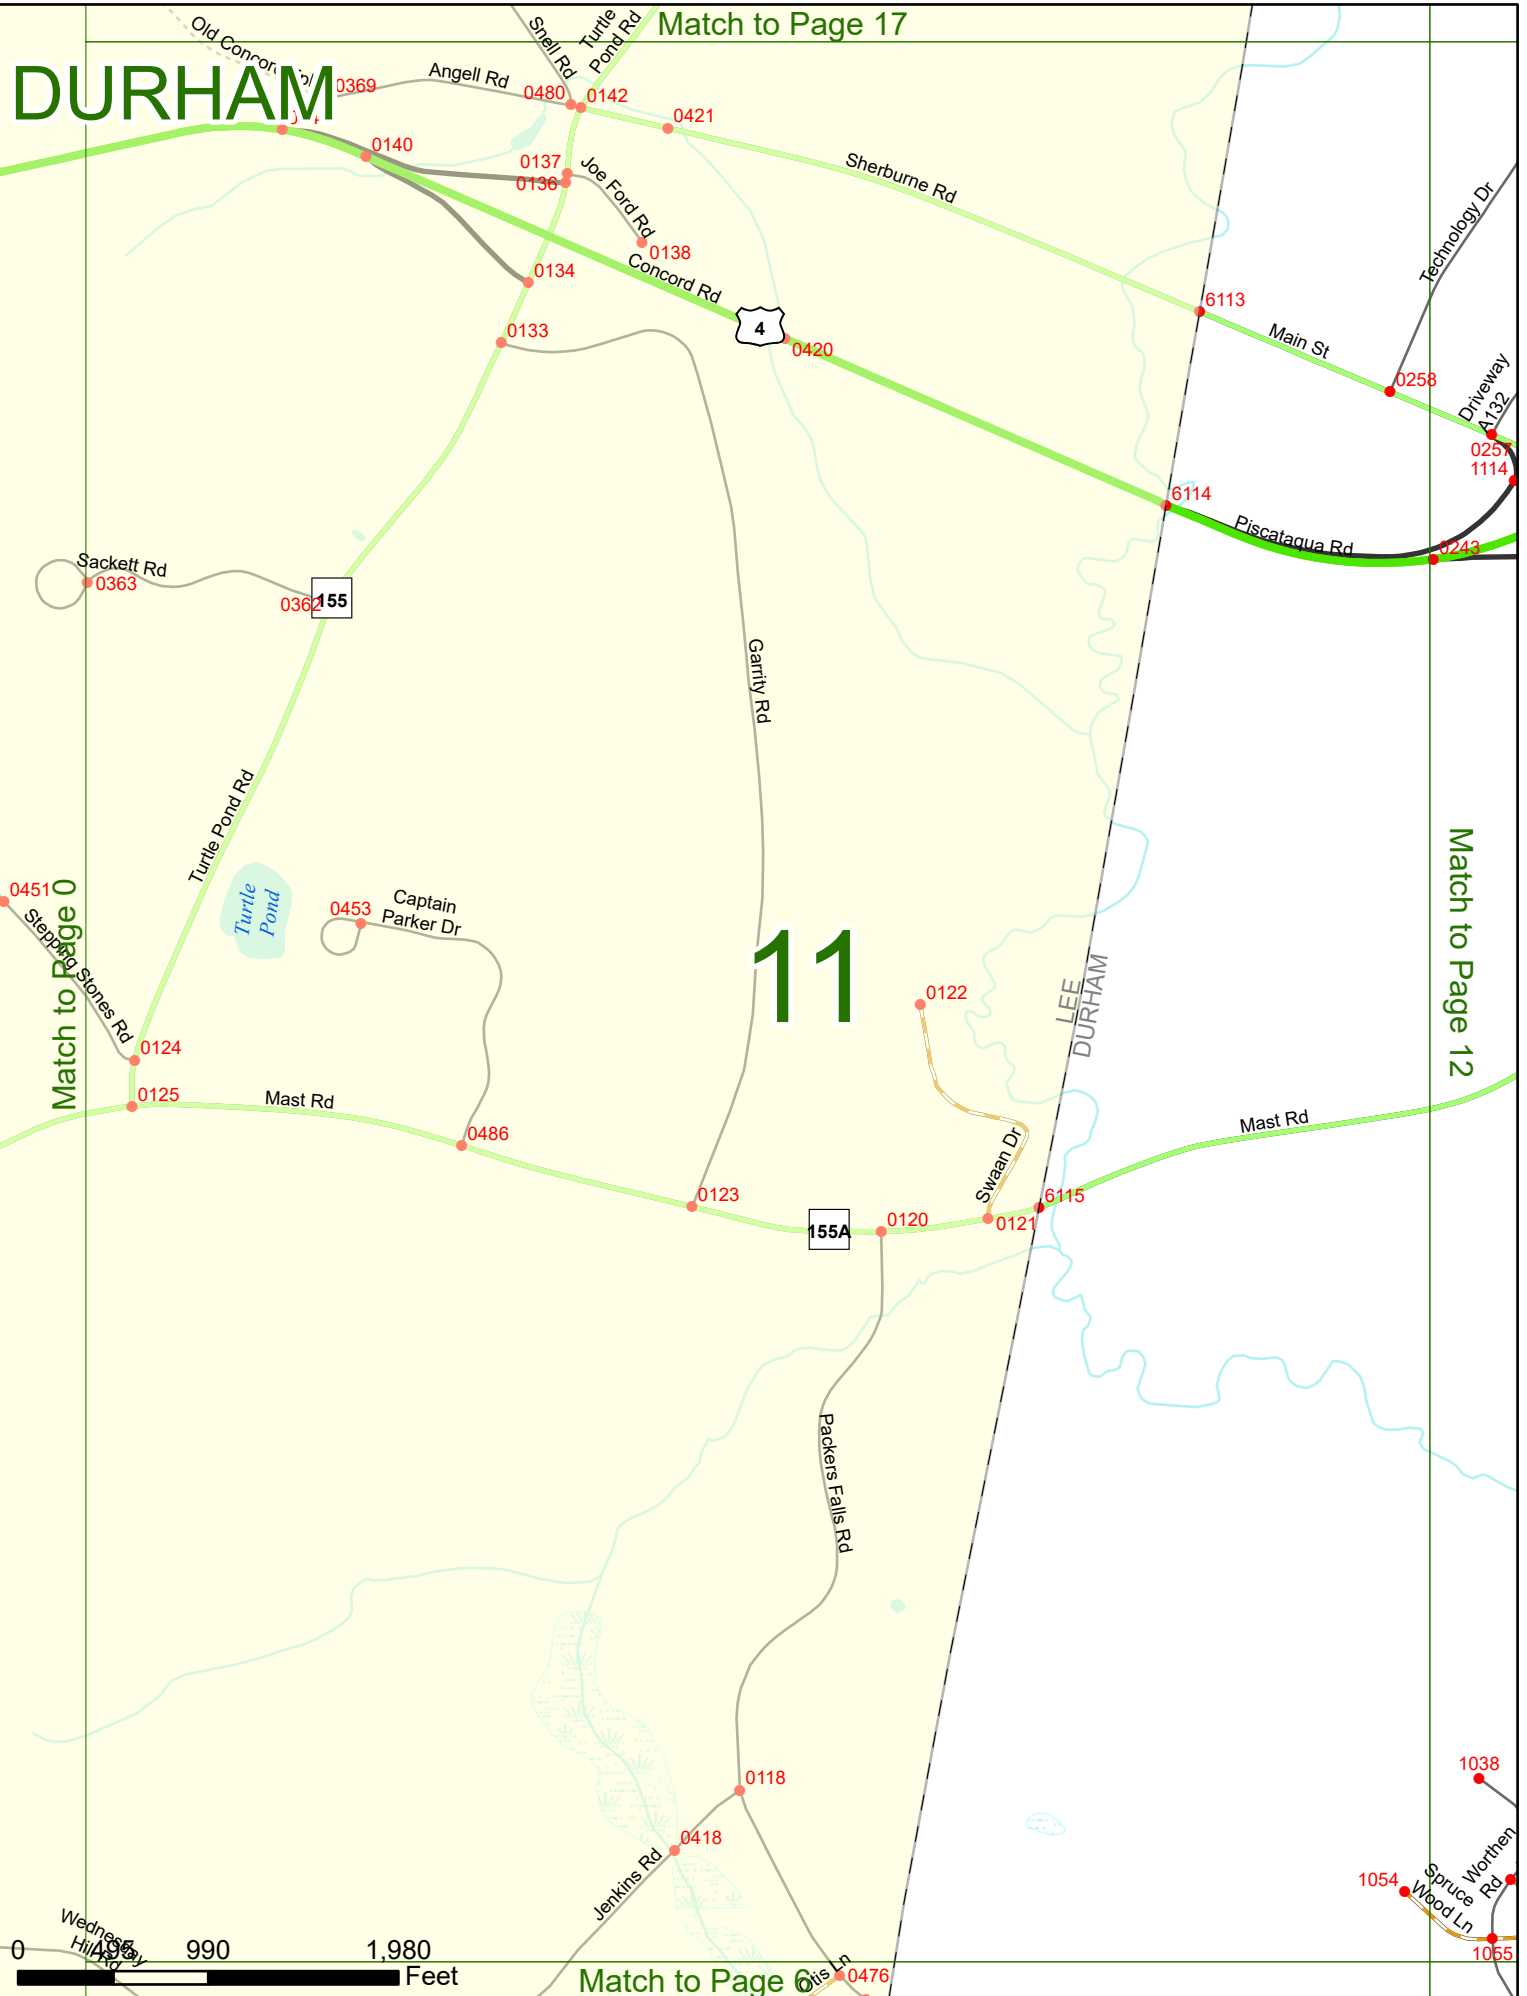 Match to Page 17
DURHAM
Old Concord
0369
Angell Rd
Snell Rd
Turtle
Pond Rd
0480
0142
0421
0140
0137
0136
Joe Ford Rd
0138
Sherburne Rd
Technology Dr
0134
Concord Rd
0133
4
0420
6113
Main St
0258
Driveway
A132
0257
1114
6114
Piscataqua Rd
0243
Sackett Rd
0363
0362
155
Garrity Rd
Turtle Pond Rd
Turtle
Pond
0451
Stepping Stones Rd
Match to Page 0
0453
Captain
Parker Dr
11
0122
LEE
DURHAM
Match to Page 12
0124
0125
Mast Rd
0486
Mast Rd
Swaan Dr
0123
155A
0120
0121
6115
Packers Falls Rd
0118
0418
Jenkins Rd
1038
Worthen
Rd
1054
Spruce
Wood Ln
1055
Wednesday
Hill Rd
0 495 990 1,980
Feet
Match to Page 6
Otis Ln
0476